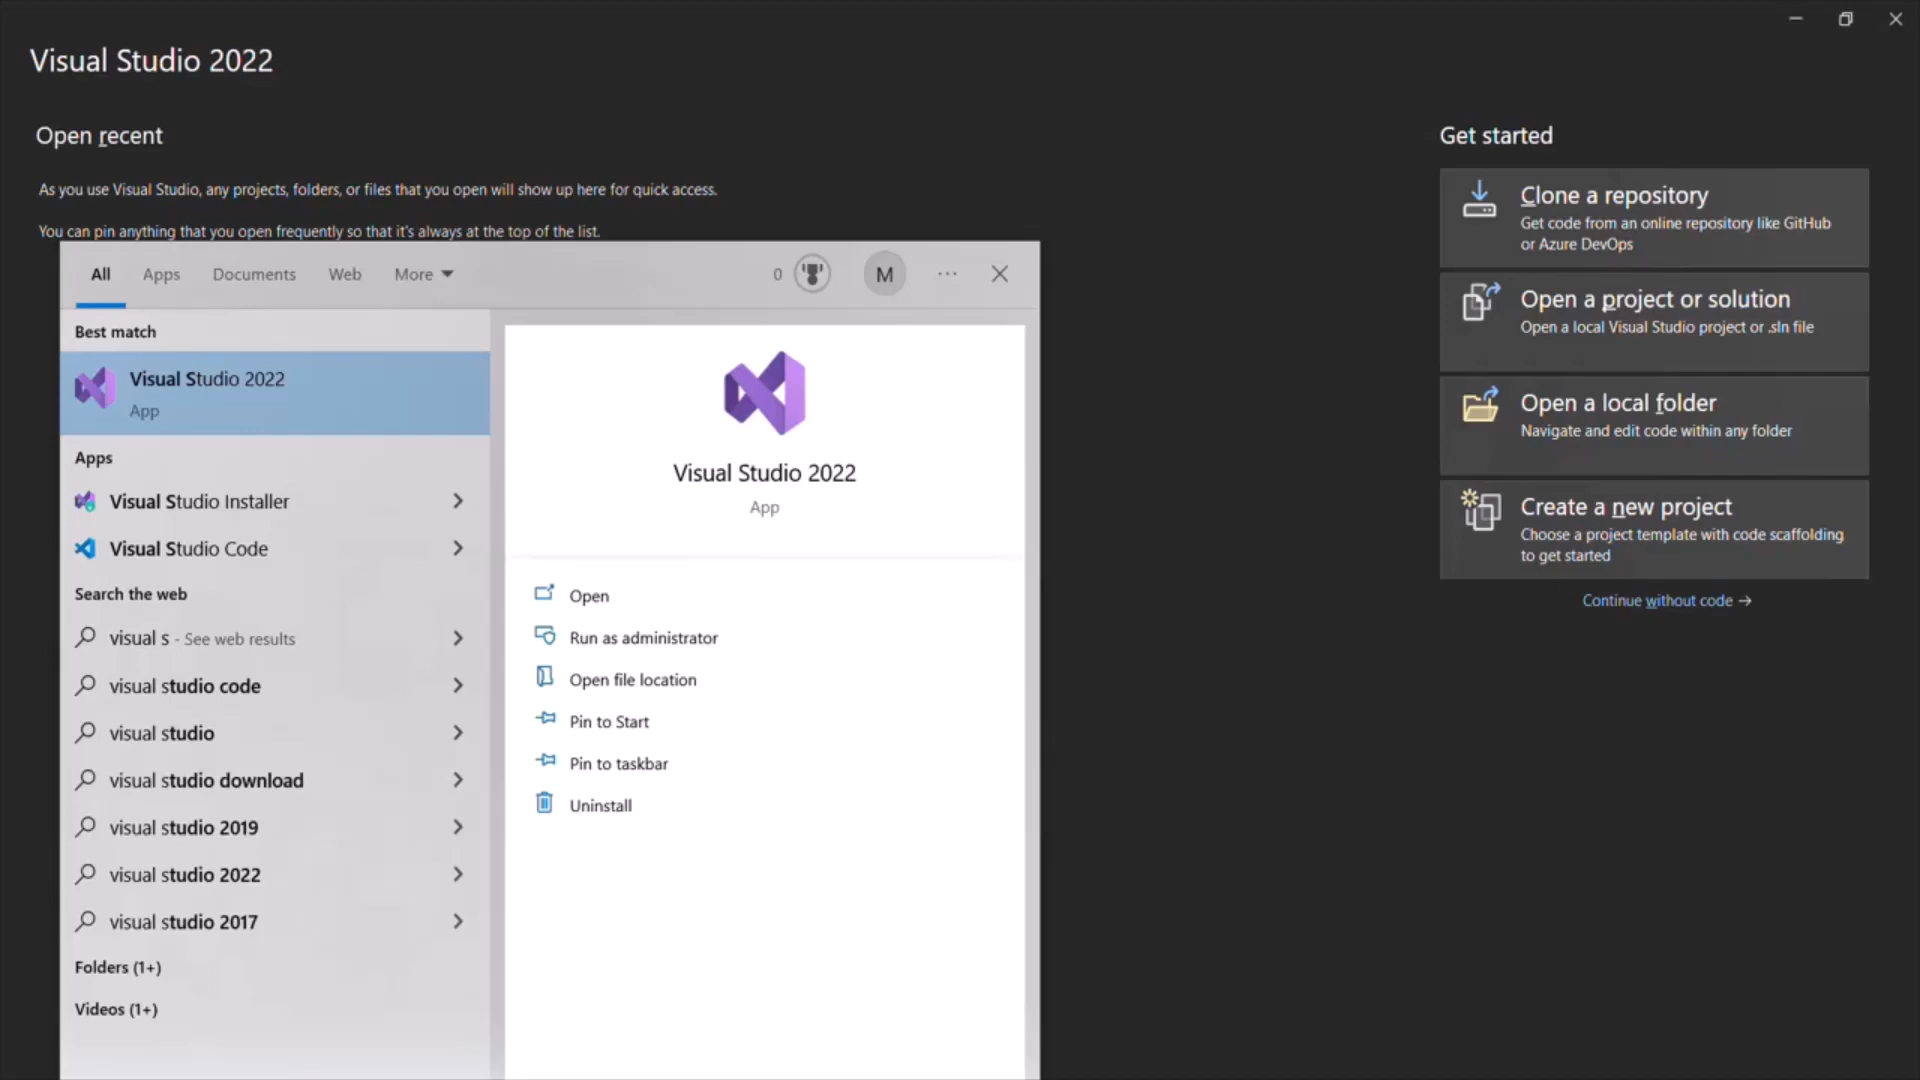 Visual Studio 2022
Open recent
As you use Visual Studio, any projects, folders, or files that you open will show up here for quick access.
You can pin anything that you open frequently so that it's always at the top of the list.
All Apps Documents Web More 0 M ...
Best match
Visual Studio 2022
App
Apps
Visual Studio Installer
Visual Studio Code
Search the web
visual s - See web results
visual studio code
visual studio
visual studio download
visual studio 2019
visual studio 2022
visual studio 2017
Folders (1+)
Videos (1+)
Visual Studio 2022
App
Open
Run as administrator
Open file location
Pin to Start
Pin to taskbar
Uninstall
Get started
Clone a repository
Get code from an online repository like GitHub
or Azure DevOps
Open a project or solution
Open a local Visual Studio project or .sln file
Open a local folder
Navigate and edit code within any folder
Create a new project
Choose a project template with code scaffolding
to get started
Continue without code →